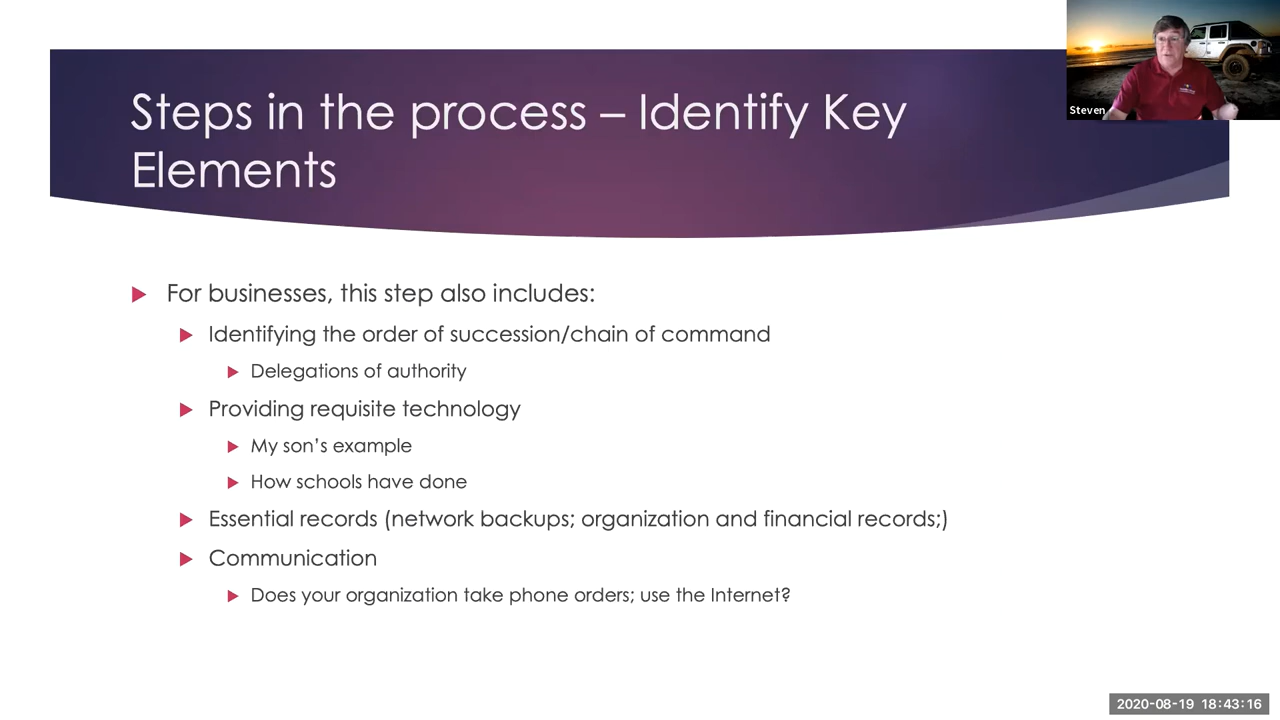 Steps in the process – Identify Key
Elements
Steven
For businesses, this step also includes:
Identifying the order of succession/chain of command
Delegations of authority
Providing requisite technology
My son’s example
How schools have done
Essential records (network backups; organization and financial records;)
Communication
Does your organization take phone orders; use the Internet?
2020-08-19 18:43:16